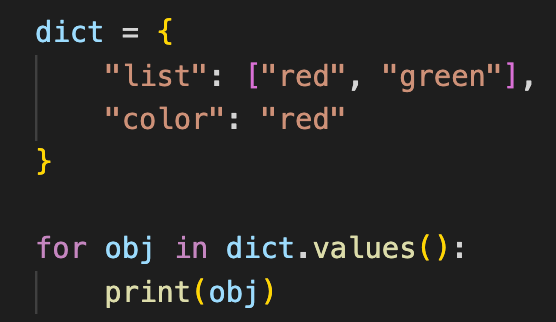 dict = {
    "list": ["red", "green"],
    "color": "red"
}
for obj in dict.values():
    print(obj)